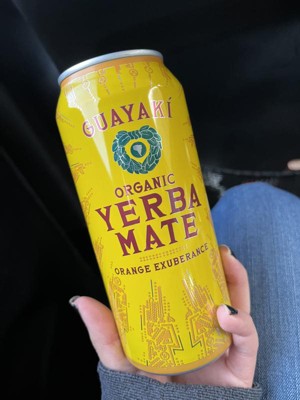 GUAYAKÍ
ORGANIC
YERBA
MATE
ORANGE EXUBERANCE